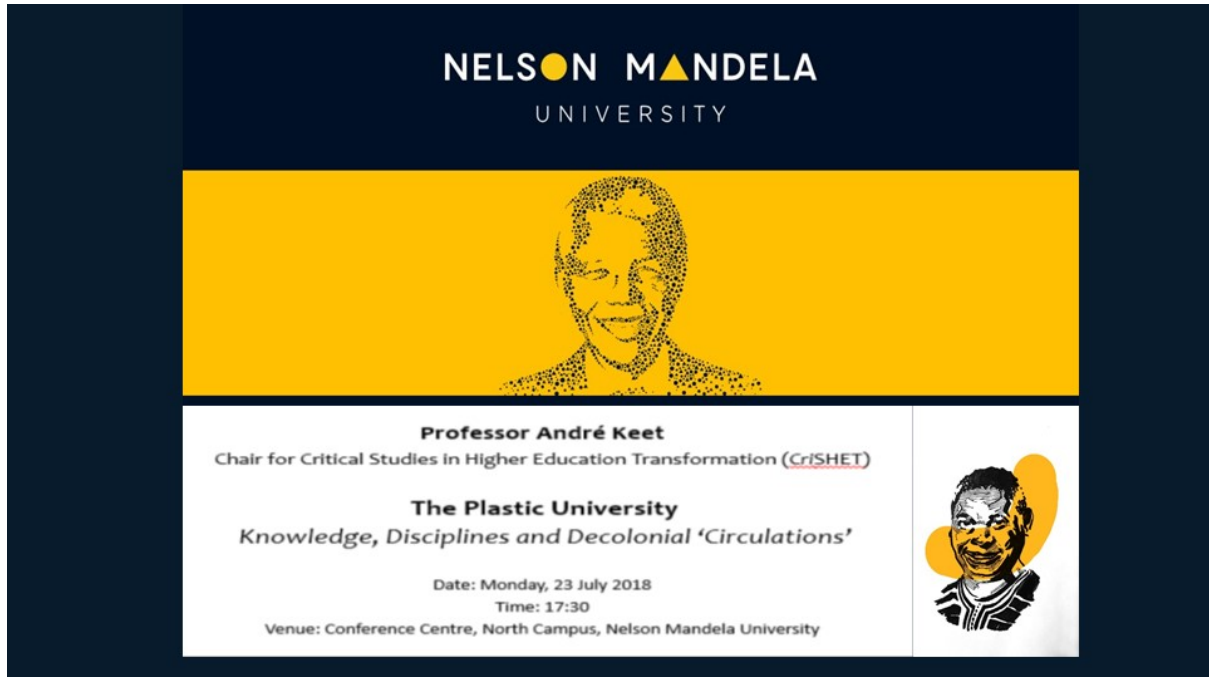 NELSON MANDELA
UNIVERSITY
Professor André Keet
Chair for Critical Studies in Higher Education Transformation (CriSHET)
The Plastic University
Knowledge, Disciplines and Decolonial ‘Circulations’
Date: Monday, 23 July 2018
Time: 17:30
Venue: Conference Centre, North Campus, Nelson Mandela University